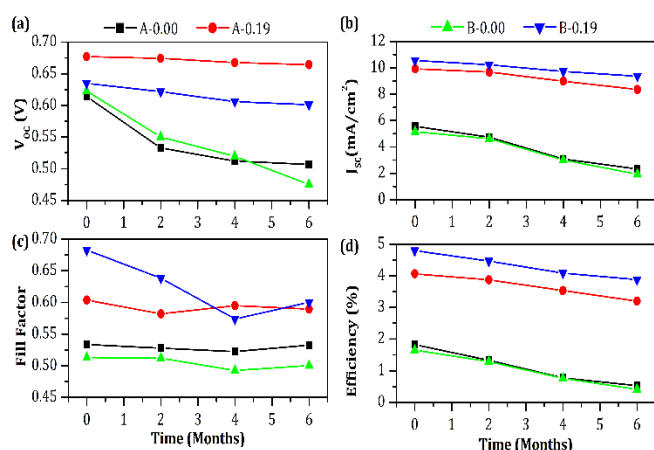 A-0.00 A-0.19
B-0.00 B-0.19
(a)
0.70
0.65
0.60
0.55
0.50
0.45
V_OC (V)
0 1 2 3 4 5 6
(b)
12
10
8
6
4
2
0
J_SC(mA/cm²)
0 1 2 3 4 5 6
(c)
0.70
0.65
0.60
0.55
0.50
0.45
Fill Factor
0 1 2 3 4 5 6
Time (Months)
(d)
5
4
3
2
1
0
Efficiency (%)
0 1 2 3 4 5 6
Time (Months)